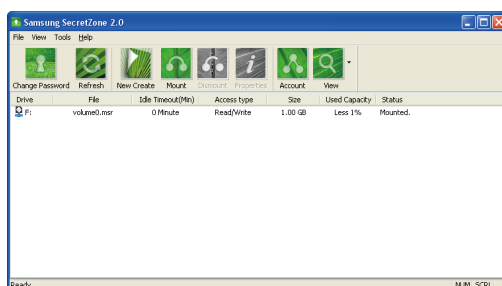 Samsung SecretZone 2.0
File View Tools Help
Change Password Refresh New Create Mount Dismount Properties Account View
Drive File Idle Timeout(Min) Access type Size Used Capacity Status
F: volume0.msr 0 Minute Read/Write 1.00 GB Less 1% Mounted.
Ready NUM SCRL